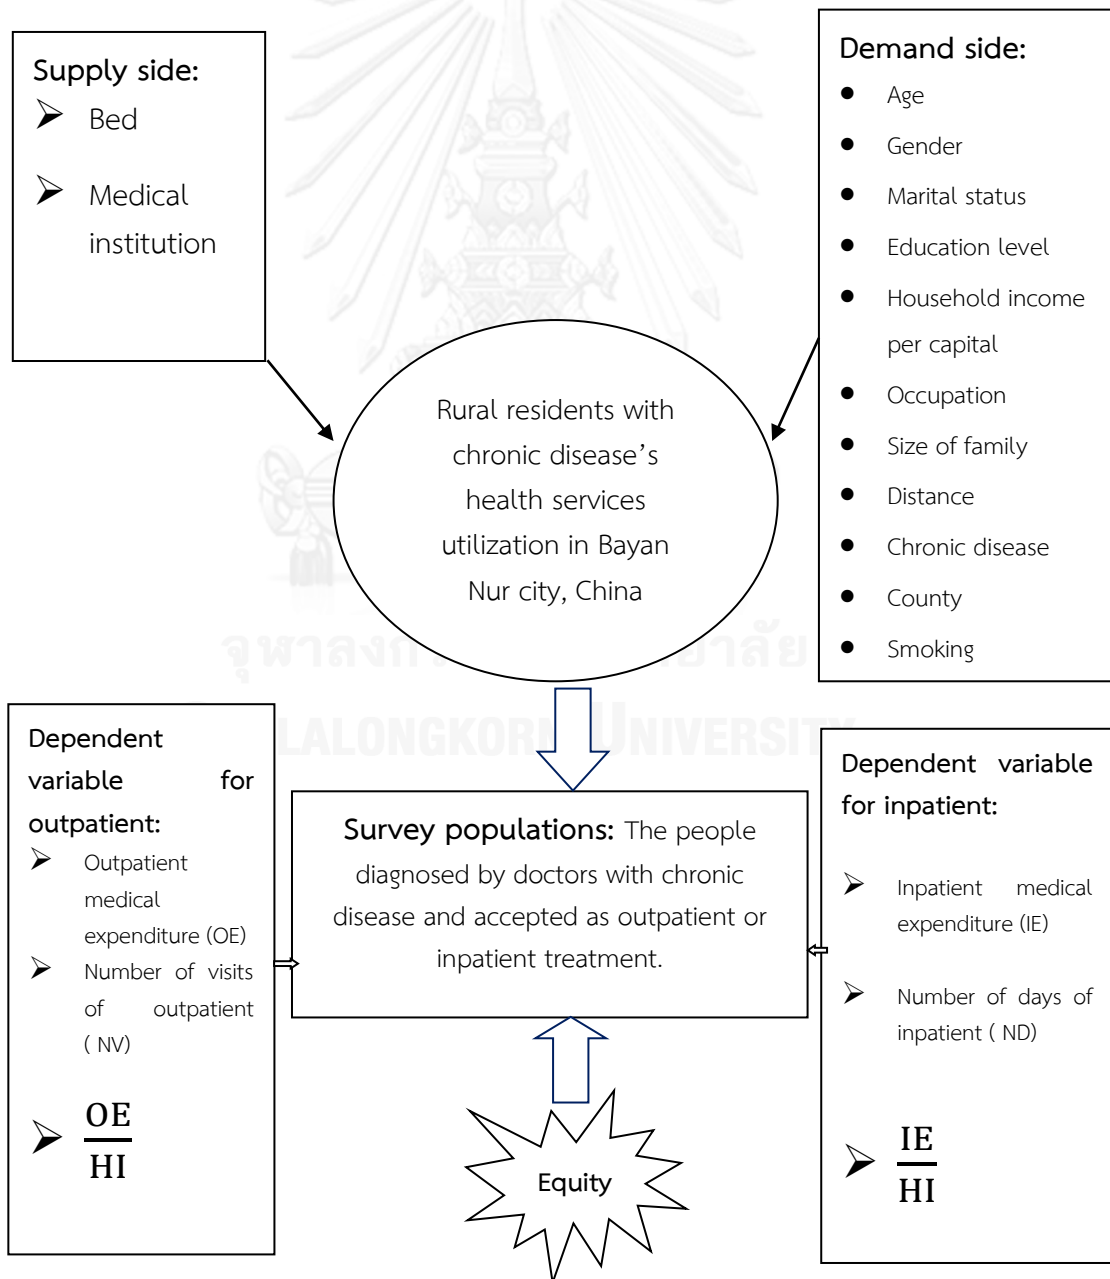 Supply side:
➢ Bed
➢ Medical
institution
Demand side:
● Age
● Gender
● Marital status
● Education level
● Household income
per capital
● Occupation
● Size of family
● Distance
● Chronic disease
● County
● Smoking
Rural residents with
chronic disease’s
health services
utilization in Bayan
Nur city, China
Dependent
variable for
outpatient:
➢ Outpatient
medical
expenditure (OE)
➢ Number of visits
of outpatient
( NV)
➢ OE
HI
Survey populations: The people
diagnosed by doctors with chronic
disease and accepted as outpatient or
inpatient treatment.
Dependent variable
for inpatient:
➢ Inpatient medical
expenditure (IE)
➢ Number of days of
inpatient ( ND)
➢ IE
HI
Equity
LALONGKORN UNIVERSITY